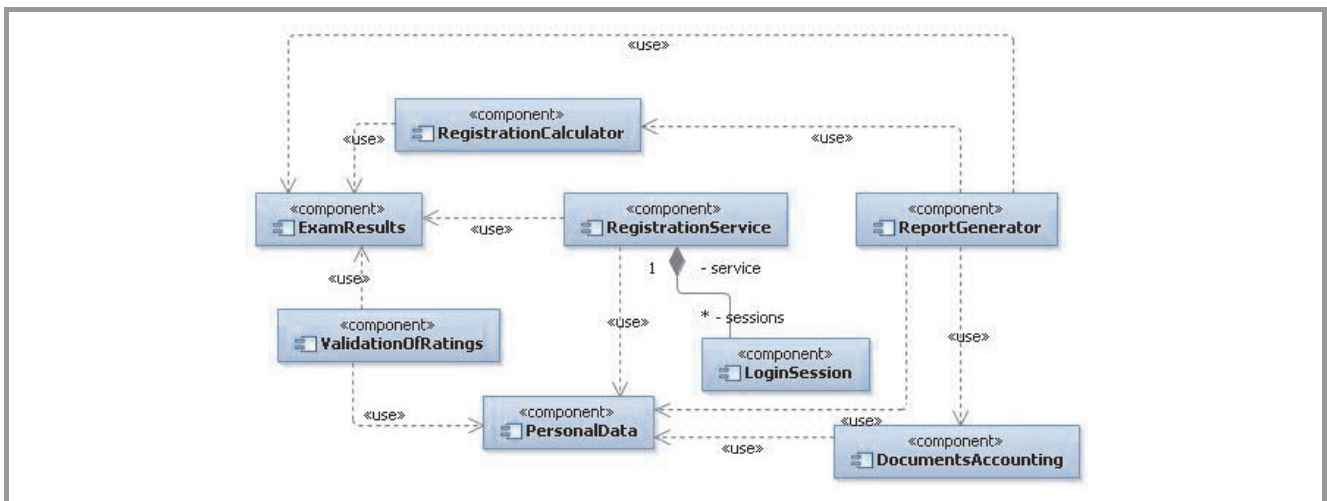 «use»
«component»
RegistrationCalculator
«use»
«use»
«component»
ExamResults
«component»
RegistrationService
«component»
ReportGenerator
«use»
1
- service
«use»
* - sessions
«component»
ValidationOfRatings
«use»
«component»
LoginSession
«use»
«use»
«component»
PersonalData
«use»
«use»
«component»
DocumentsAccounting